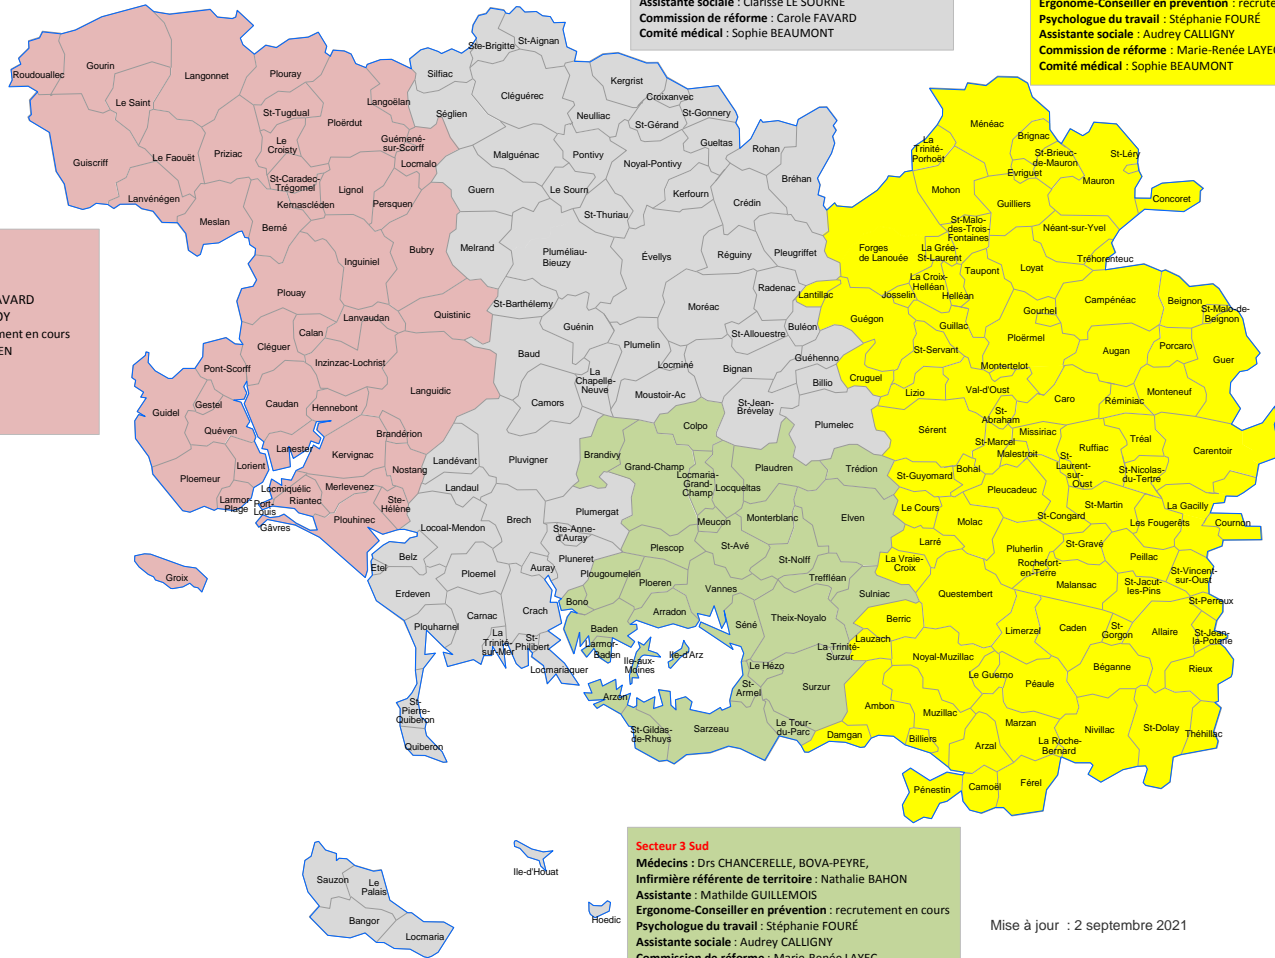 Assistante sociale : Clarisse LE SOURNE
Commission de réforme : Carole FAVARD
Comité médical : Sophie BEAUMONT
Ergonome-Conseiller en prévention : recrute
Psychologue du travail : Stéphanie FOURÉ
Assistante sociale : Audrey CALLIGNY
Commission de réforme : Marie-Renée LAYEC
Comité médical : Sophie BEAUMONT
AVARD
OY
ement en cours
EN
Roudouallec
Gourin
Langonnet
Plouray
Le Saint
St-Tugdual
Langoëlan
Ploërdut
Guémené-
sur-Scorff
Le
Croisty
Locmalo
Guiscriff
Le Faouët
Priziac
St-Caradec-
Trégomel
Lignol
Persquen
Kernascléden
Lanvénégen
Meslan
Berné
Bubry
Inguiniel
Plouay
Quistinic
Lanvaudan
Calan
Cléguer
Inzinzac-Lochrist
Pont-Scorff
Languidic
Guidel
Gestel
Caudan
Hennebont
Quéven
Brandérion
Lanester
Kervignac
Lorient
Nostang
Ploemeur
Locmiquélic
Merlevenez
Larmor-
Plage
Port-
Louis
Riantec
Ste-
Hélène
Gâvres
Plouhinec
Groix
Ste-Brigitte
St-Aignan
Silfiac
Cléguérec
Kergrist
Croixanvec
Séglien
Neulliac
St-Gérand
St-Gonnery
Gueltas
Malguénac
Pontivy
Noyal-Pontivy
Rohan
Bréhan
Guern
Le Sourn
Kerfourn
Crédin
St-Thuriau
Melrand
Pluméliau-
Bieuzy
Évellys
Réguiny
Pleugriffet
Radenac
St-Barthélemy
Moréac
Guénin
St-Allouestre
Buléon
Plumelin
Baud
Locminé
Bignan
Guéhenno
La
Chapelle-
Neuve
Billio
Camors
Moustoir-Ac
St-Jean-
Brévelay
Plumelec
Landévant
Pluvigner
Landaul
Plumergat
Locoal-Mendon
Brech
Ste-Anne-
d'Auray
Belz
Etel
Ploemel
Auray
Pluneret
Erdeven
Crach
Carnac
Plouharnel
La
Trinité-
sur-Mer
St-
Philibert
Locmariaquer
St-
Pierre-
Quiberon
Quiberon
Sauzon
Le
Palais
Bangor
Locmaria
Ile-d'Houat
Hoedic
Colpo
Brandivy
Grand-Champ
Locmaria-
Grand-
Champ
Locqueltas
Plaudren
Trédion
Meucon
Monterblanc
Elven
Plescop
St-Avé
St-Nolff
Plougoumelen
Ploeren
Vannes
Treffléan
Sulniac
Bono
Arradon
Baden
Séné
Theix-Noyalo
Larmor-
Baden
Ile-aux-
Moines
Ile-d'Arz
La Trinité-
Surzur
Le Hézo
St-
Armel
Surzur
Arzon
St-Gildas-
de-Rhuys
Sarzeau
Le Tour-
du-Parc
La
Trinité-
Porhoët
Ménéac
Brignac
St-Brieuc-
de-Mauron
St-Léry
Evriguet
Mauron
Mohon
Guilliers
Concoret
St-Malo-
des-Trois-
Fontaines
Néant-sur-Yvel
Forges
de Lanouée
La Grée-
St-Laurent
Tréhorenteuc
Taupont
Loyat
La Croix-
Helléan
Lantillac
Josselin
Helléan
Campénéac
Beignon
St-Malo-de-
Beignon
Gourhel
Guégon
Guillac
Ploërmel
Porcaro
St-Servant
Augan
Guer
Montertelot
Cruguel
Lizio
Val-d'Oust
Caro
Réminiac
Monteneuf
St-
Abraham
Sérent
Missiriac
St-Marcel
Ruffiac
Tréal
Carentoir
Malestroit
St-
Laurent-
sur-
Oust
St-Nicolas-
du-Tertre
Bohal
St-Guyomard
Pleucadeuc
Le Cours
St-Martin
La Gacilly
Molac
St-Congard
Les Fougerêts
Cournon
Larré
St-Gravé
La Vraie-
Croix
Pluherlin
Peillac
Rochefort-
en-Terre
St-Vincent-
sur-Oust
Questembert
Malansac
St-Jacut-
les-Pins
St-Perreux
Berric
Limerzel
Caden
St-
Gorgon
Allaire
St-Jean-
la-Poterie
Lauzach
Noyal-Muzillac
Le Guerno
Béganne
Rieux
Péaule
Ambon
Muzillac
Marzan
Nivillac
St-Dolay
Théhillac
Damgan
Billiers
Arzal
La Roche-
Bernard
Pénestin
Camoël
Férel
Secteur 3 Sud
Médecins : Drs CHANCERELLE, BOVA-PEYRE,
Infirmière référente de territoire : Nathalie BAHON
Assistante : Mathilde GUILLEMOIS
Ergonome-Conseiller en prévention : recrutement en cours
Psychologue du travail : Stéphanie FOURÉ
Assistante sociale : Audrey CALLIGNY
Commission de réforme : Marie-Renée LAYEC
Mise à jour : 2 septembre 2021